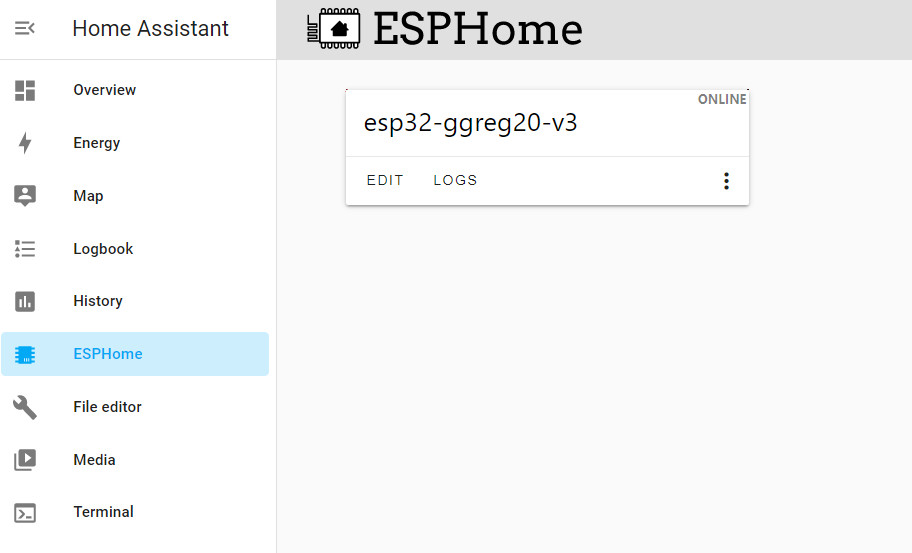 Home Assistant
ESPHome
Overview
Energy
Map
Logbook
History
ESPHome
File editor
Media
Terminal
ONLINE
esp32-ggreg20-v3
EDIT LOGS